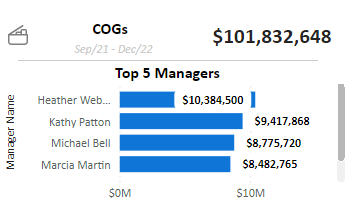 COGs
Sep/21 - Dec/22
$101,832,648
Top 5 Managers
Manager Name
Heather Web... $10,384,500
Kathy Patton $9,417,868
Michael Bell $8,775,720
Marcia Martin $8,482,765
$0M $10M